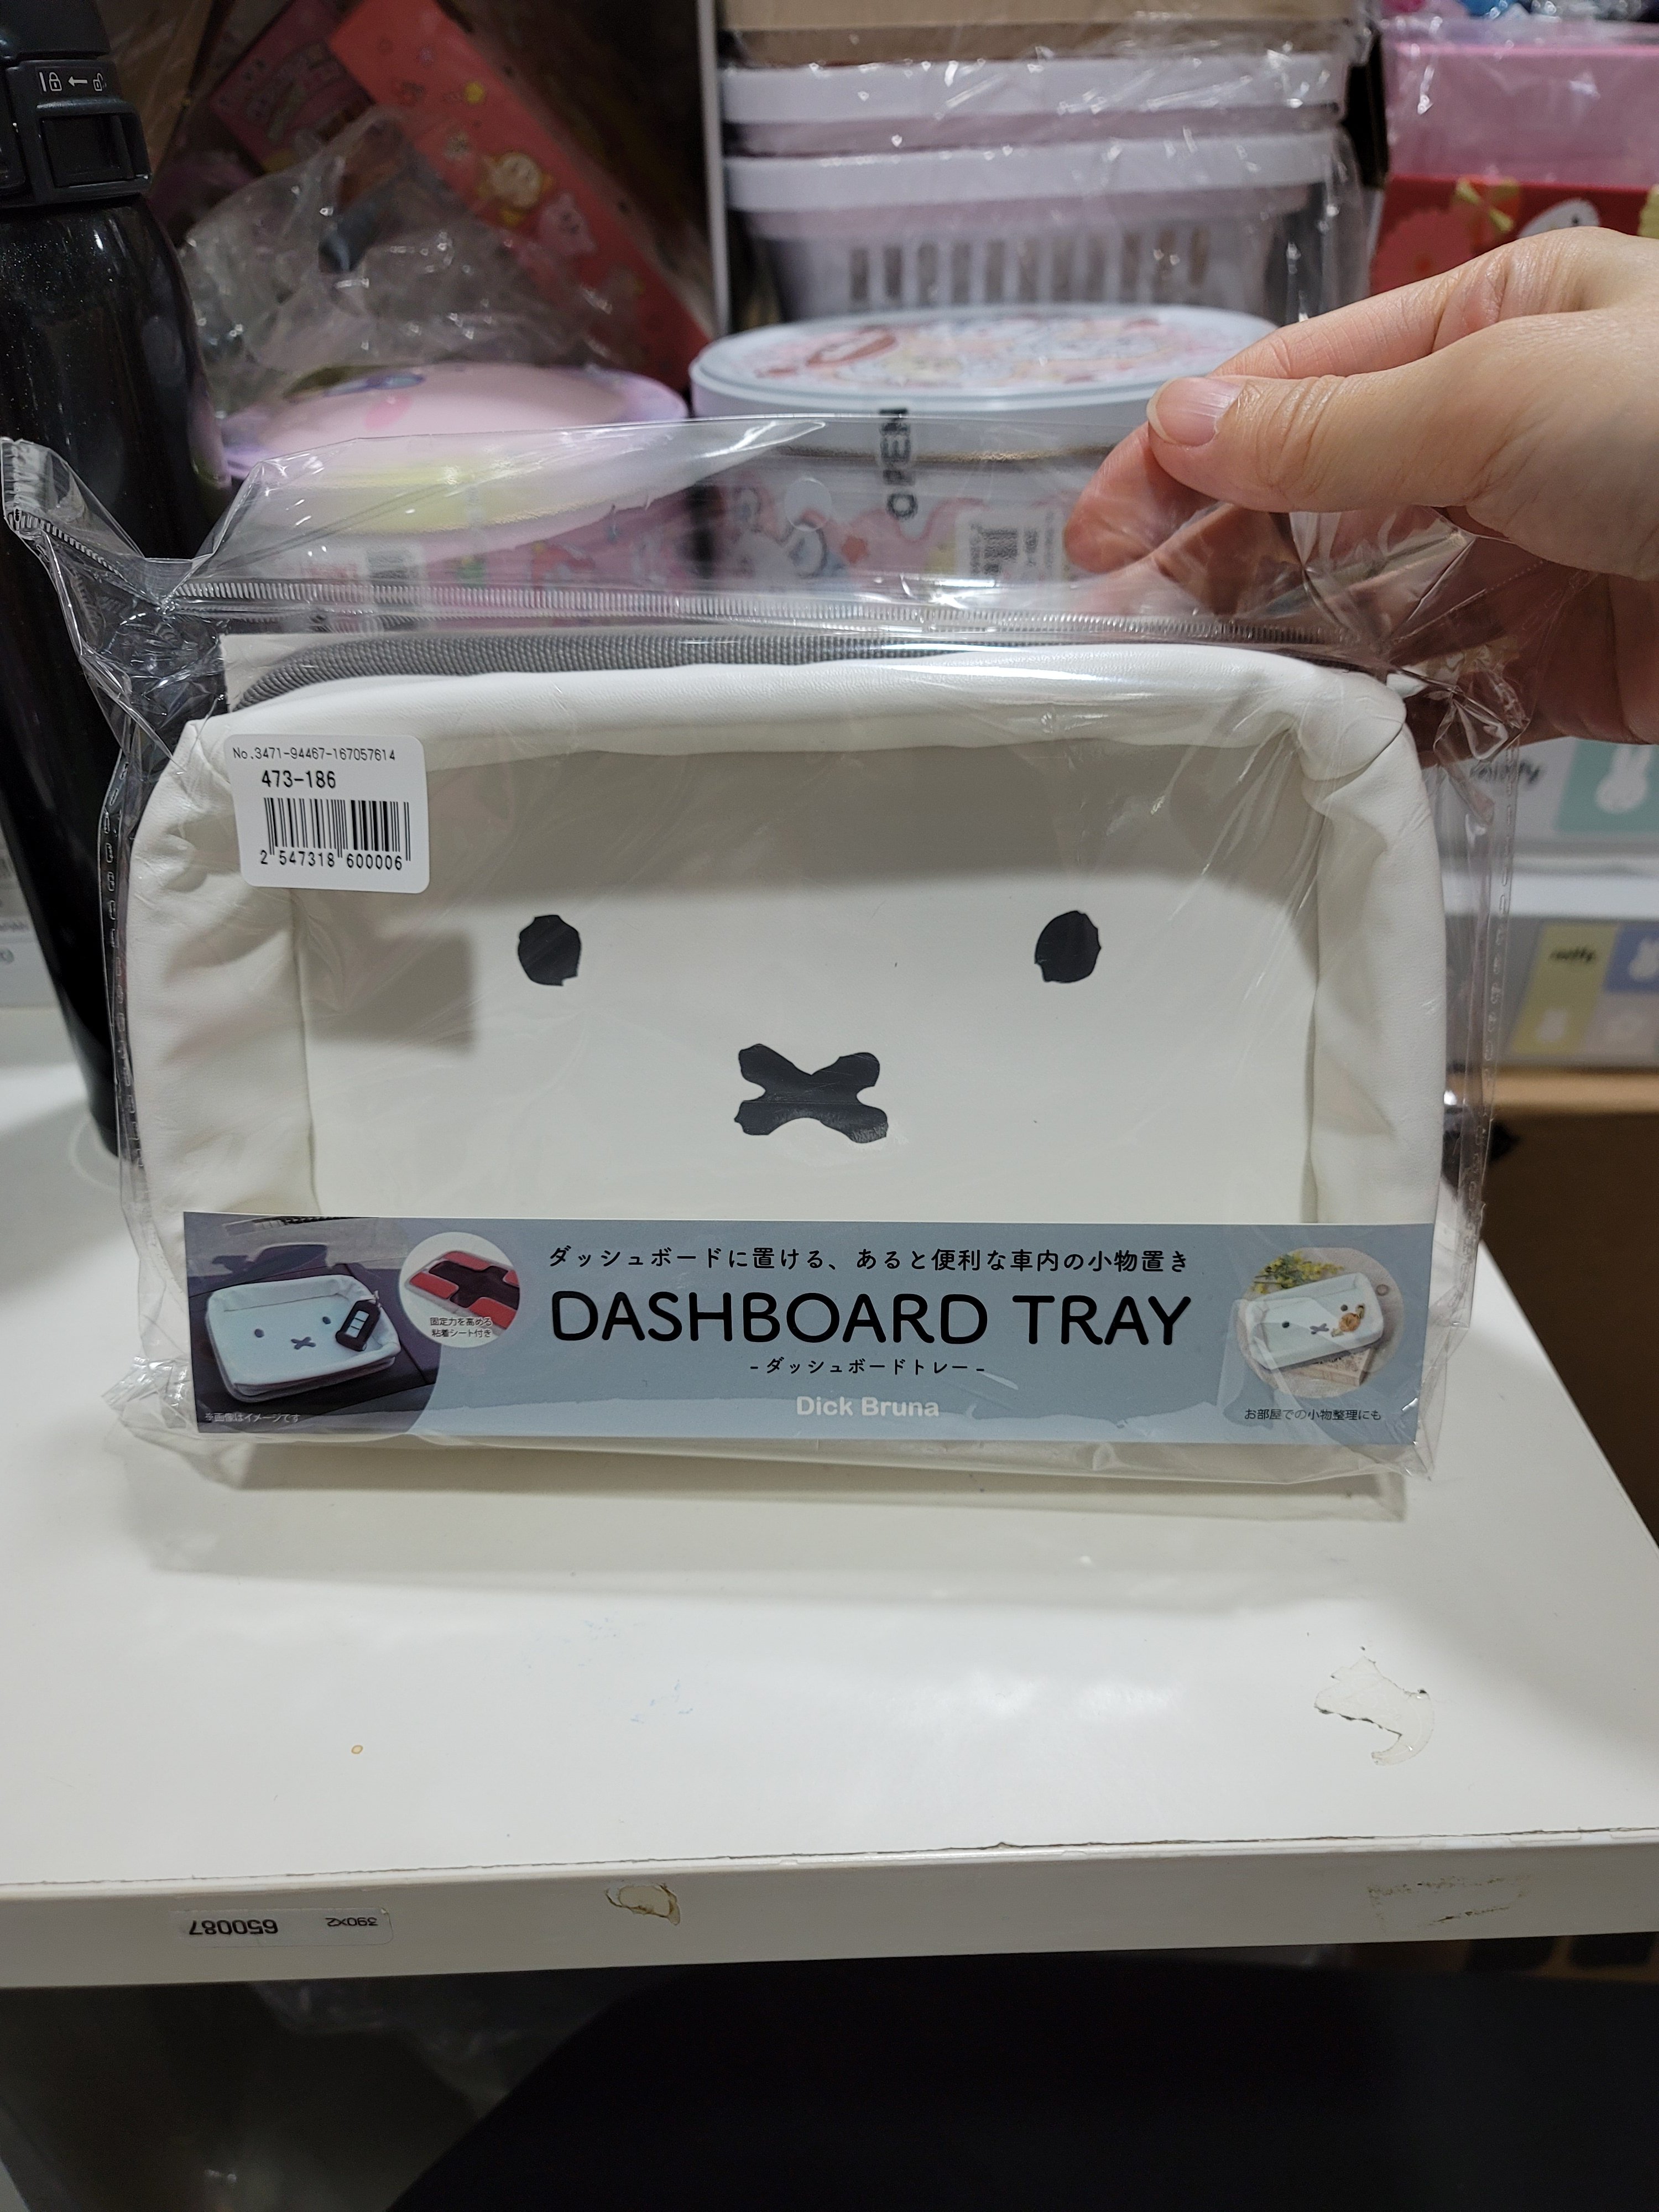 OPEN
No.3471-94467-167057614
473-186
2 547318 600006
miffy
ダッシュボードに置ける、あると便利な車内の小物置き
DASHBOARD TRAY
-ダッシュボードトレー-
Dick Bruna
固定力を高める
粘着シート付き
※画像はイメージです
お部屋での小物整理にも
650087
390X2